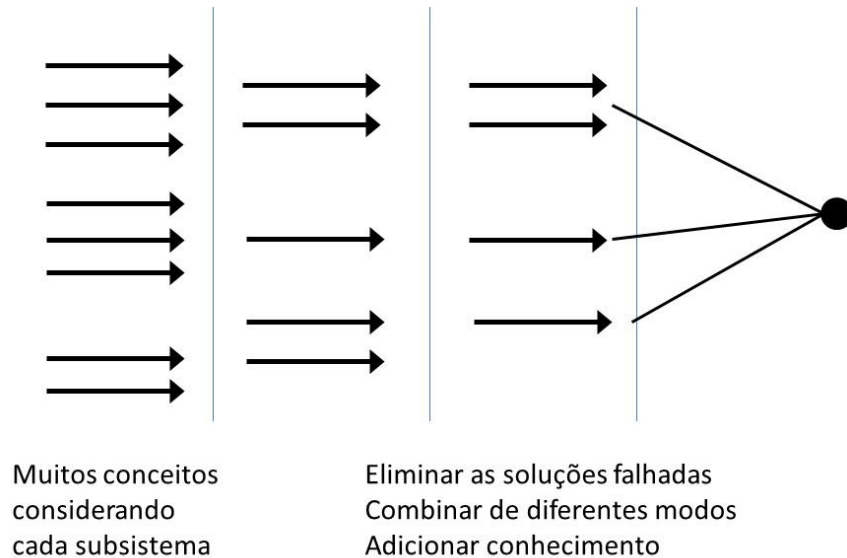 Muitos conceitos
considerando
cada subsistema
Eliminar as soluções falhadas
Combinar de diferentes modos
Adicionar conhecimento